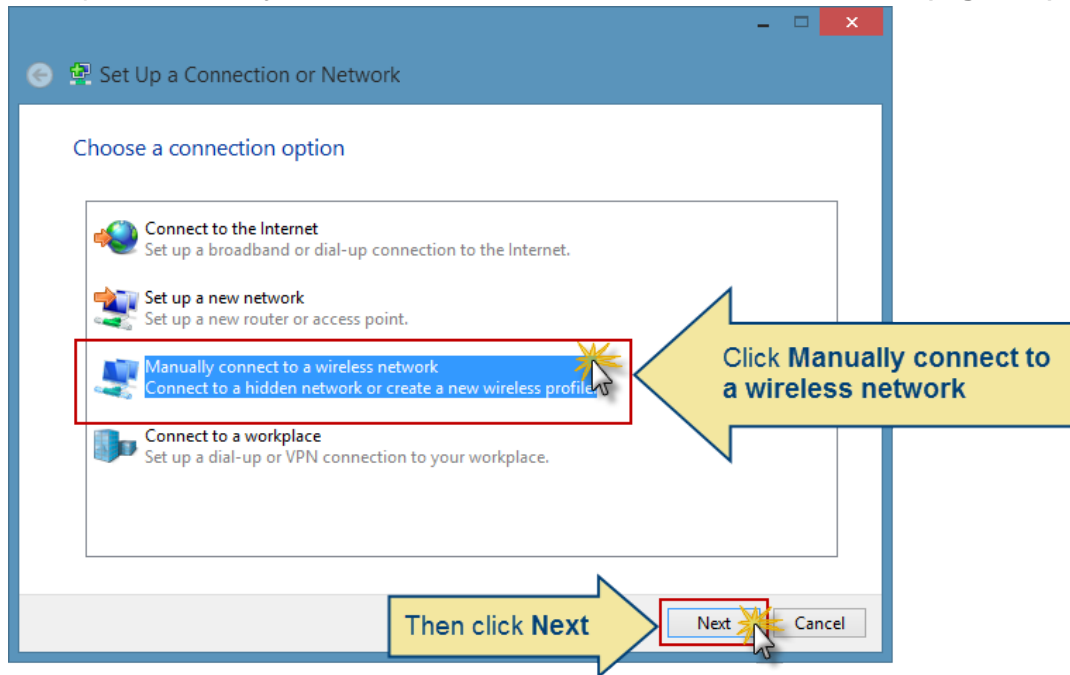 Set Up a Connection or Network
Choose a connection option
Connect to the Internet
Set up a broadband or dial-up connection to the Internet.
Set up a new network
Set up a new router or access point.
Manually connect to a wireless network
Connect to a hidden network or create a new wireless profile.
Click Manually connect to
a wireless network
Connect to a workplace
Set up a dial-up or VPN connection to your workplace.
Then click Next
Next
Cancel